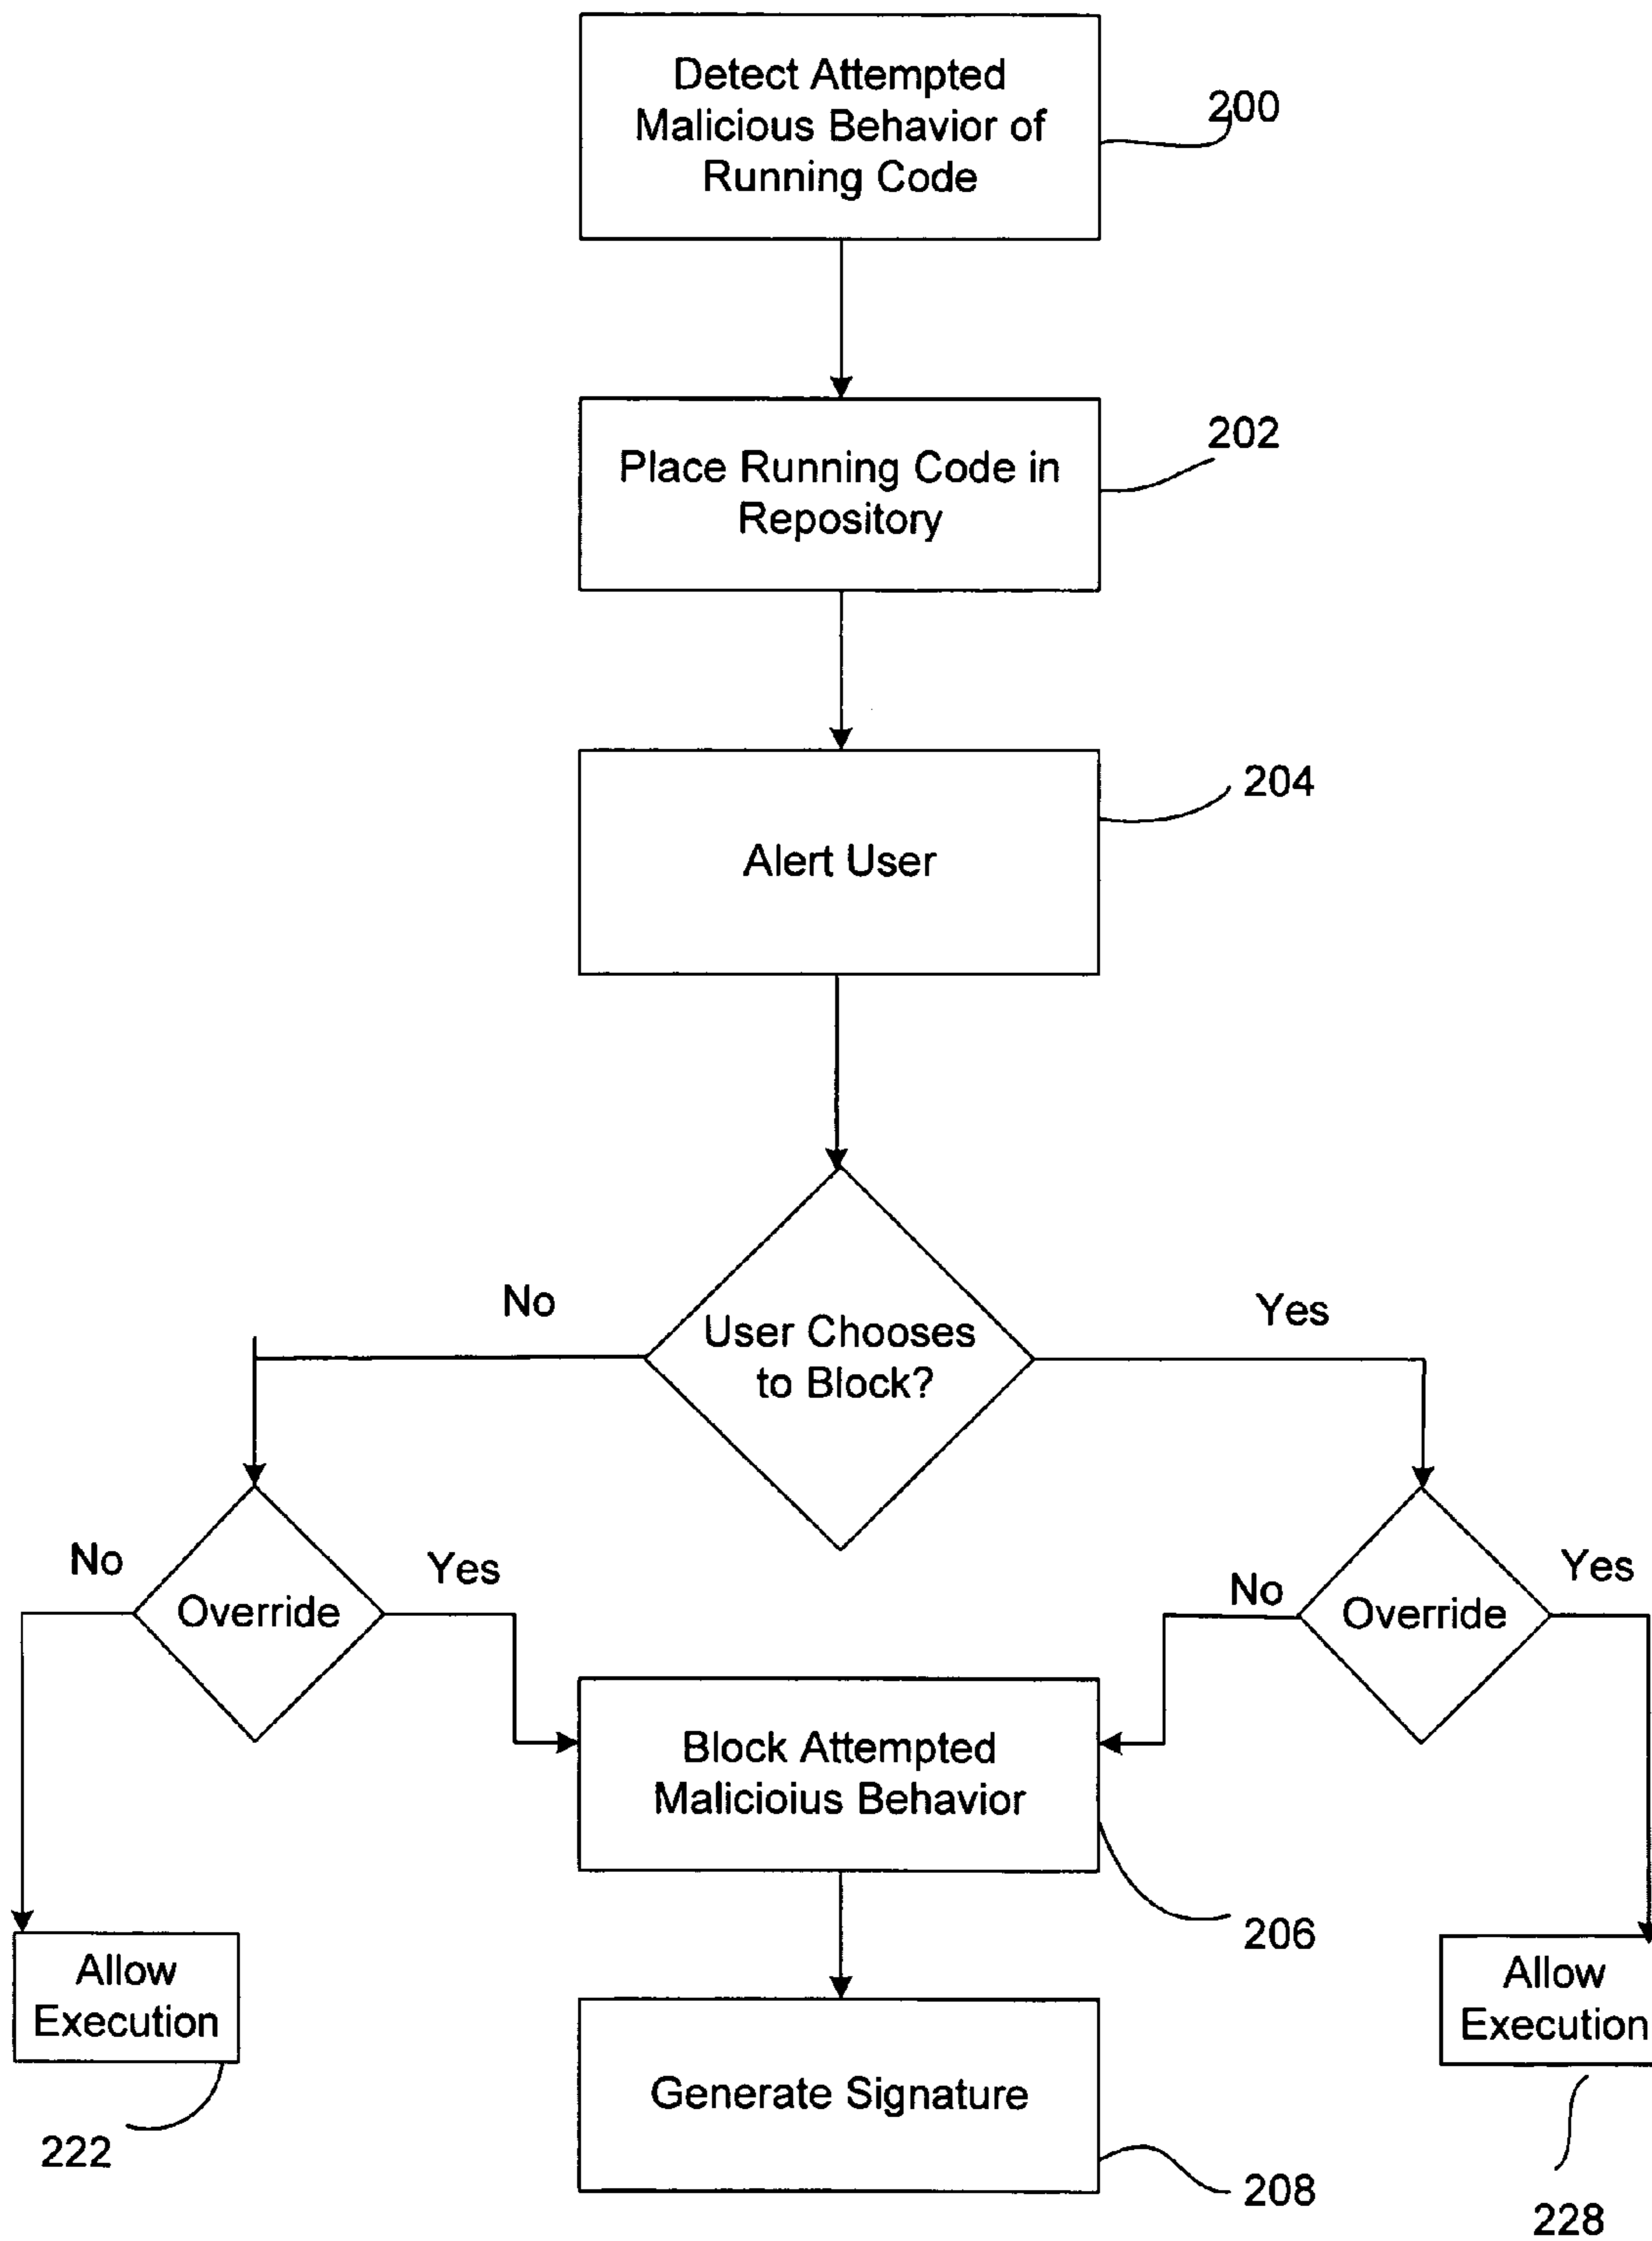 Detect Attempted
Malicious Behavior of
Running Code
200
Place Running Code in
Repository
202
Alert User
204
User Chooses
to Block?
No
Yes
Override
No
Yes
Override
No
Yes
Block Attempted
Malicioius Behavior
206
Allow
Execution
222
Allow
Execution
228
Generate Signature
208